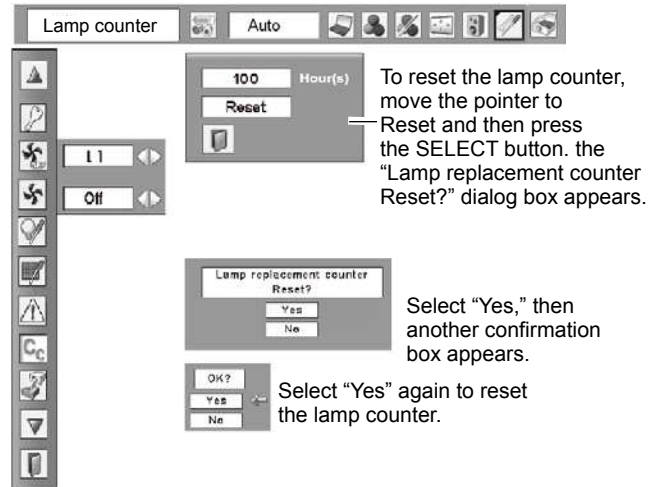 Lamp counter
Auto
100 Hour(s)
Reset
To reset the lamp counter,
move the pointer to
Reset and then press
the SELECT button. the
“Lamp replacement counter
Reset?” dialog box appears.
L1
Off
Lamp replacement counter
Reset?
Yes
No
Select “Yes,” then
another confirmation
box appears.
Cc
OK?
Yes
No
Select “Yes” again to reset
the lamp counter.